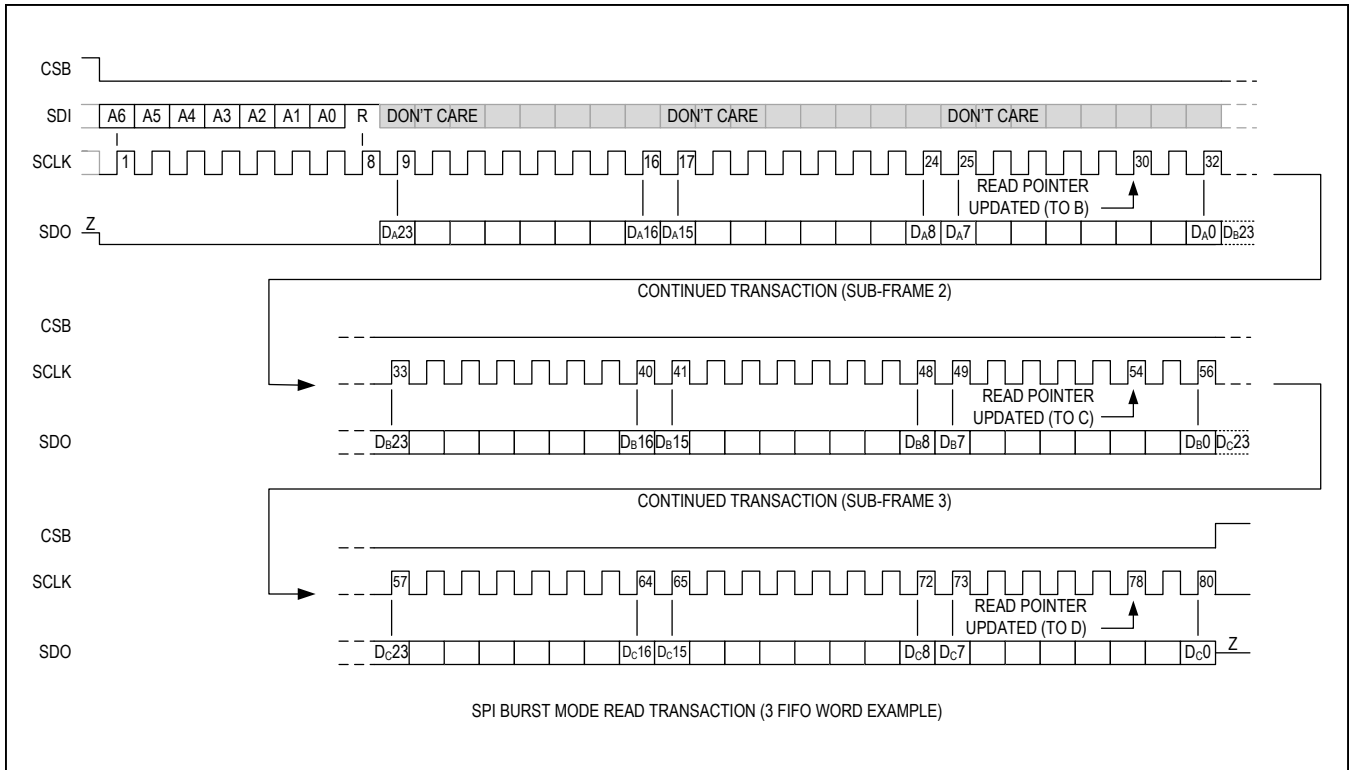 CSB
SDI A6 A5 A4 A3 A2 A1 A0 R DON'T CARE DON'T CARE DON'T CARE
SCLK 1 8 9 16 17 24 25 30 32
READ POINTER
UPDATED (TO B)
SDO Z DA23 DA16 DA15 DA8 DA7 DA0 DB23
CONTINUED TRANSACTION (SUB-FRAME 2)
CSB
SCLK 33 40 41 48 49 54 56
READ POINTER
UPDATED (TO C)
SDO DB23 DB16 DB15 DB8 DB7 DB0 DC23
CONTINUED TRANSACTION (SUB-FRAME 3)
CSB
SCLK 57 64 65 72 73 78 80
READ POINTER
UPDATED (TO D)
SDO DC23 DC16 DC15 DC8 DC7 DC0 Z
SPI BURST MODE READ TRANSACTION (3 FIFO WORD EXAMPLE)